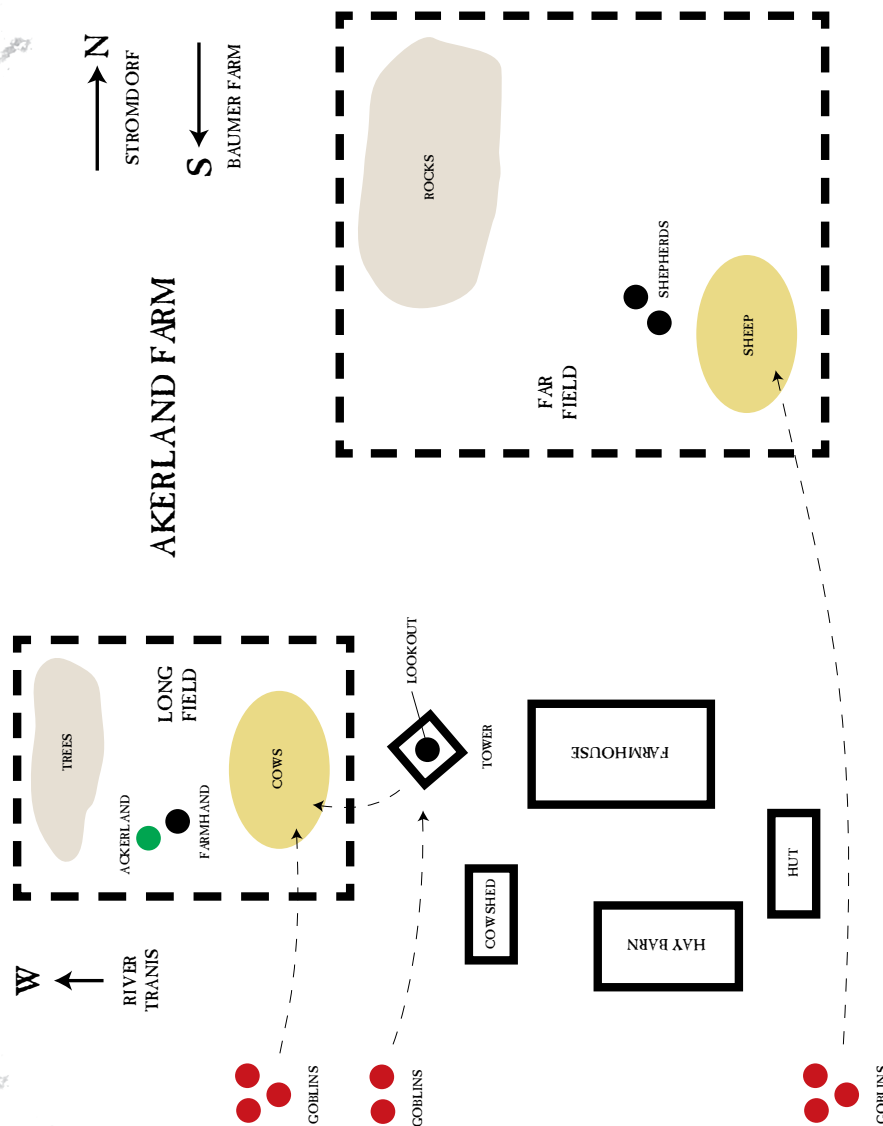 AKERLAND FARM
N
STROMDORF
S
BAUMER FARM
W
RIVER
TRANIS
TREES
LONG
FIELD
ACKERLAND
FARMHAND
COWS
LOOKOUT
TOWER
FARMHOUSE
COWSHED
HAY BARN
HUT
ROCKS
FAR
FIELD
SHEPHERDS
SHEEP
GOBLINS
GOBLINS
GOBLINS